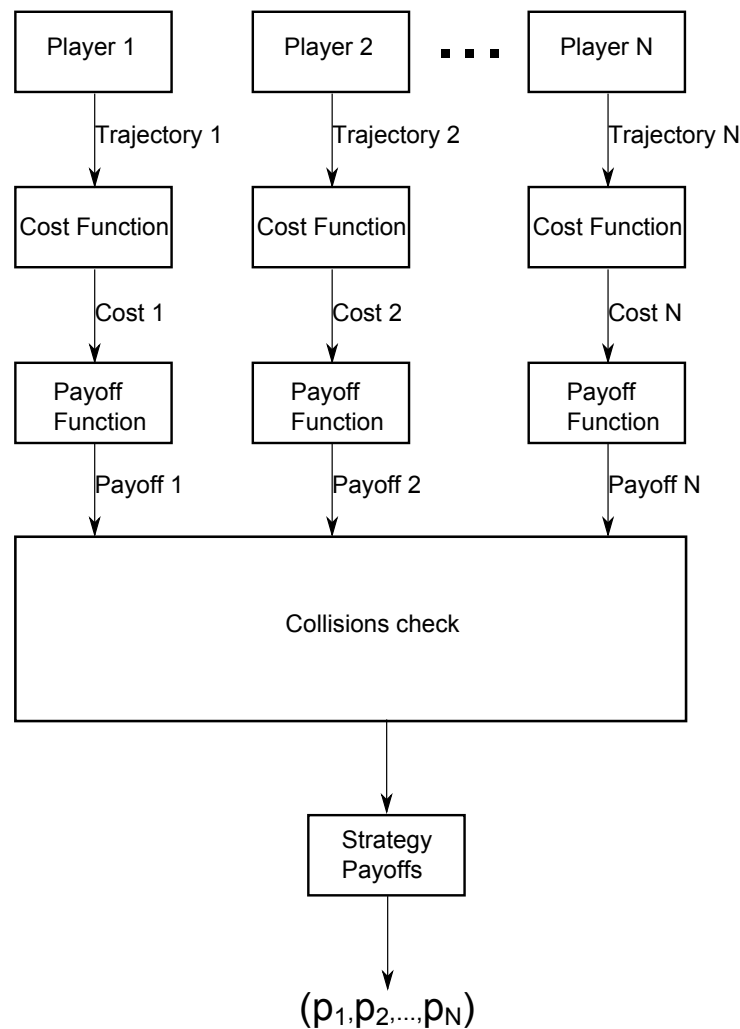 Player 1
Player 2
...
Player N
Trajectory 1
Trajectory 2
Trajectory N
Cost Function
Cost Function
Cost Function
Cost 1
Cost 2
Cost N
Payoff
Function
Payoff
Function
Payoff
Function
Payoff 1
Payoff 2
Payoff N
Collisions check
Strategy
Payoffs
(p₁,p₂,...,p_N)